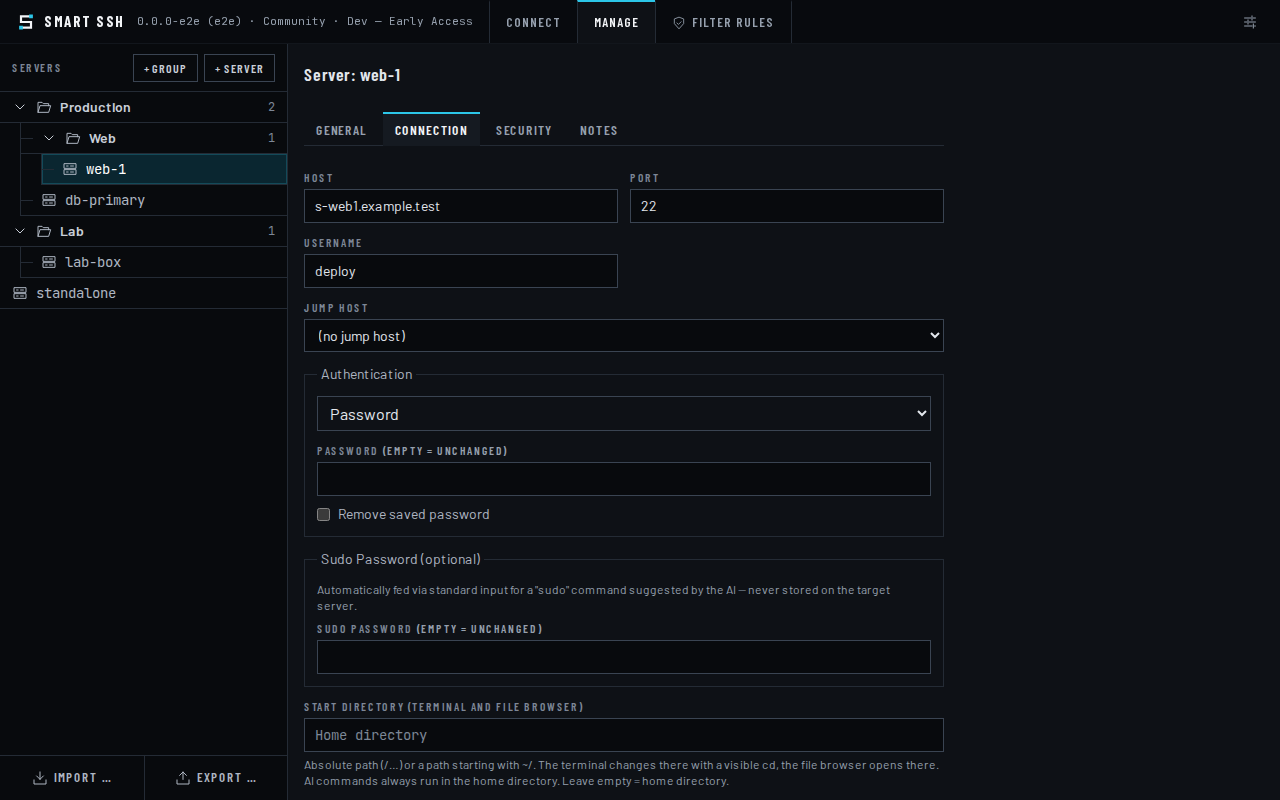 SMART SSH 0.0.0-e2e (e2e) · Community · Dev — Early Access CONNECT MANAGE FILTER RULES
SERVERS + GROUP + SERVER
Production 2
Web 1
web-1
db-primary
Lab 1
lab-box
standalone
IMPORT ... EXPORT ...
Server: web-1
GENERAL CONNECTION SECURITY NOTES
HOST PORT
s-web1.example.test 22
USERNAME
deploy
JUMP HOST
(no jump host)
Authentication
Password
PASSWORD (EMPTY = UNCHANGED)
Remove saved password
Sudo Password (optional)
Automatically fed via standard input for a "sudo" command suggested by the AI — never stored on the target
server.
SUDO PASSWORD (EMPTY = UNCHANGED)
START DIRECTORY (TERMINAL AND FILE BROWSER)
Home directory
Absolute path (/...) or a path starting with ~/. The terminal changes there with a visible cd, the file browser opens there.
AI commands always run in the home directory. Leave empty = home directory.